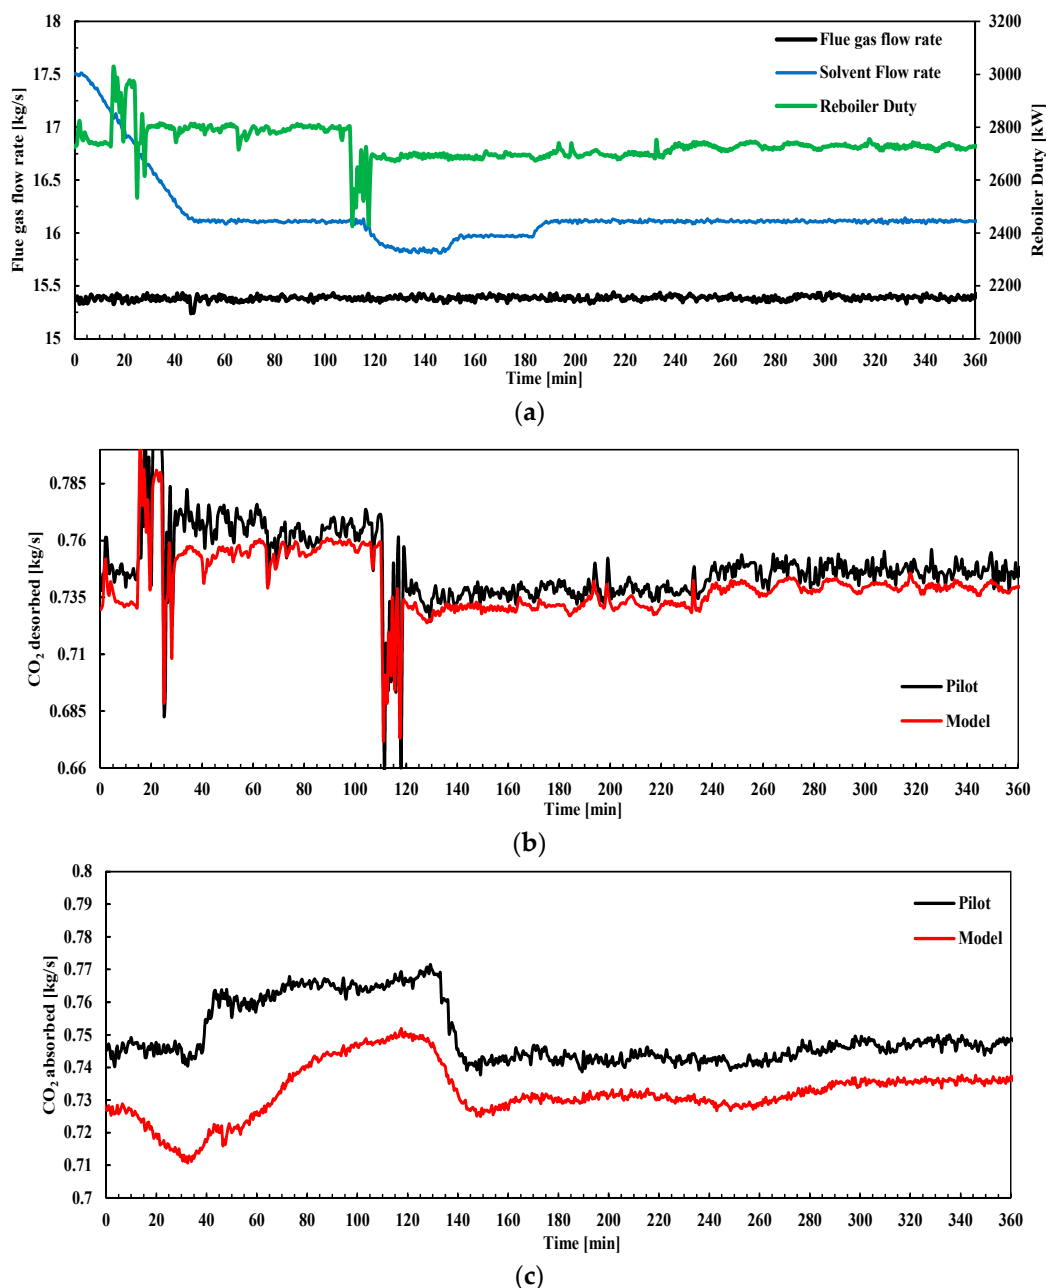 18
17.5
17
16.5
16
15.5
15
Flue gas flow rate [kg/s]
3200
3000
2800
2600
2400
2200
2000
Reboiler Duty [kW]
Flue gas flow rate
Solvent Flow rate
Reboiler Duty
0 20 40 60 80 100 120 140 160 180 200 220 240 260 280 300 320 340 360
Time [min]
(a)
0.785
0.76
0.735
0.71
0.685
0.66
CO₂ desorbed [kg/s]
Pilot
Model
0 20 40 60 80 100 120 140 160 180 200 220 240 260 280 300 320 340 360
Time [min]
(b)
0.8
0.79
0.78
0.77
0.76
0.75
0.74
0.73
0.72
0.71
0.7
CO₂ absorbed [kg/s]
Pilot
Model
0 20 40 60 80 100 120 140 160 180 200 220 240 260 280 300 320 340 360
Time [min]
(c)